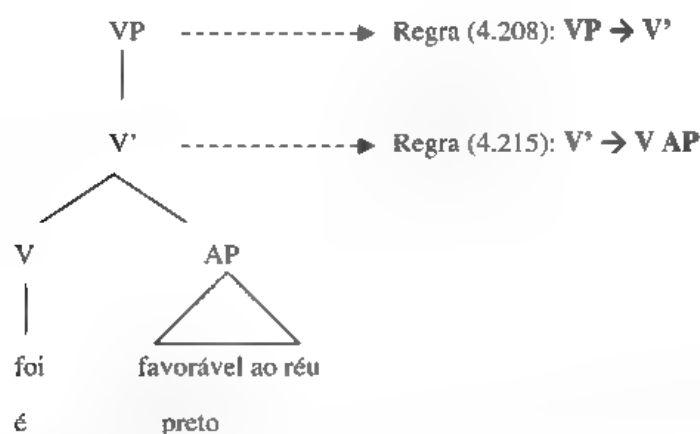 VP Regra (4.208): VP → V’
V’ Regra (4.215): V’ → V AP
V AP
foi favorável ao réu
é preto